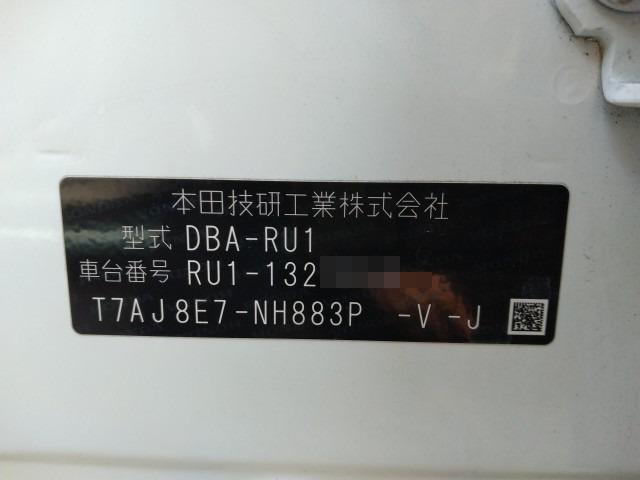 本田技研工業株式会社
型式 DBA-RU1
車台番号 RU1-132
T7AJ8E7-NH883P -V -J